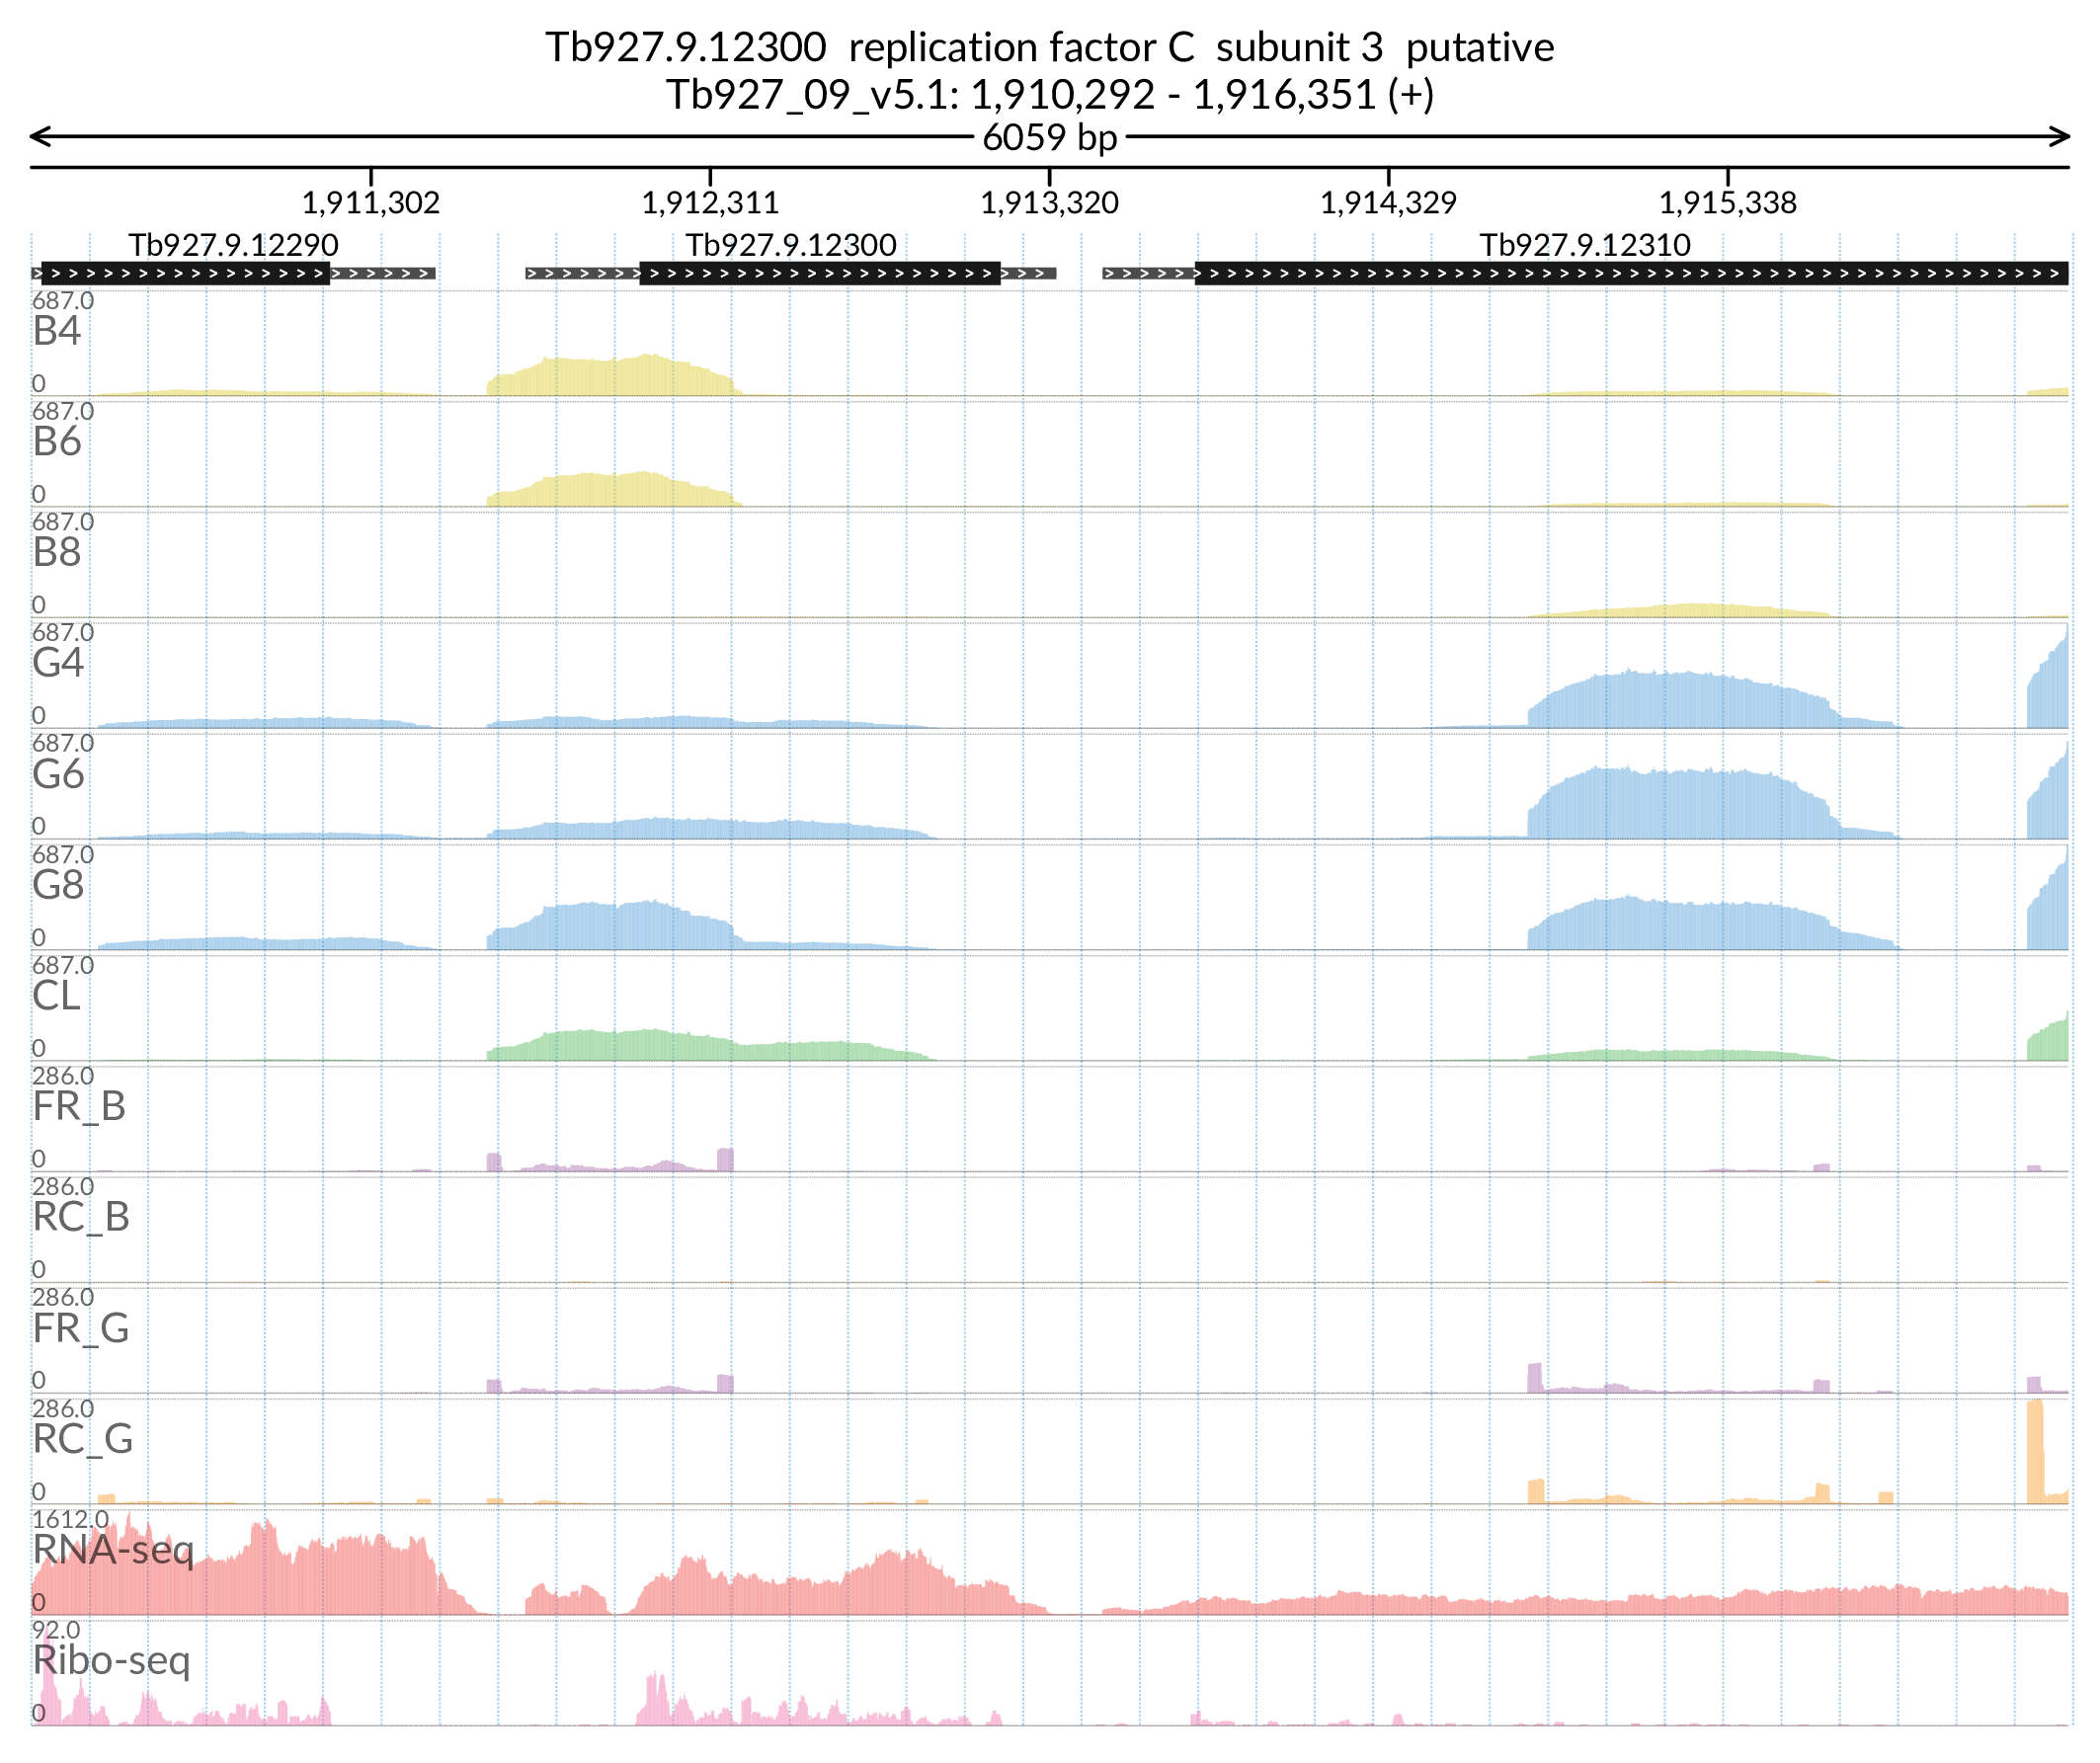 Tb927.9.12300 replication factor C subunit 3 putative
Tb927_09_v5.1: 1,910,292 - 1,916,351 (+)
6059 bp
1,911,302 1,912,311 1,913,320 1,914,329 1,915,338
Tb927.9.12290 Tb927.9.12300 Tb927.9.12310
687.0
B4
0
687.0
B6
0
687.0
B8
0
687.0
G4
0
687.0
G6
0
687.0
G8
0
687.0
CL
0
286.0
FR_B
0
286.0
RC_B
0
286.0
FR_G
0
286.0
RC_G
0
1612.0
RNA-seq
0
92.0
Ribo-seq
0